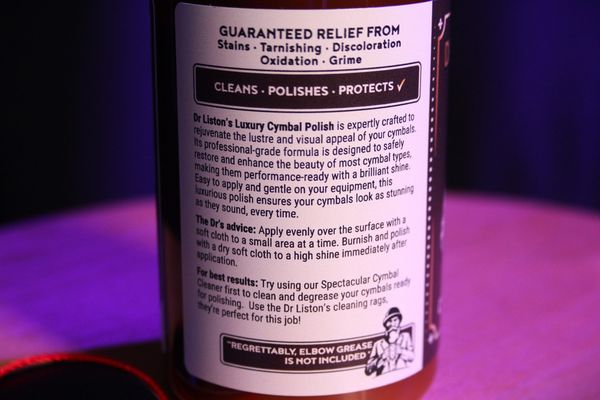 GUARANTEED RELIEF FROM
Stains · Tarnishing · Discoloration
Oxidation · Grime
CLEANS · POLISHES · PROTECTS ✓
Dr Liston's Luxury Cymbal Polish is expertly crafted to
rejuvenate the lustre and visual appeal of your cymbals.
Its professional-grade formula is designed to safely
restore and enhance the beauty of most cymbal types,
making them performance-ready with a brilliant shine.
Easy to apply and gentle on your equipment, this
luxurious polish ensures your cymbals look as stunning
as they sound, every time.
The Dr's advice: Apply evenly over the surface with a
soft cloth to a small area at a time. Burnish and polish
with a dry soft cloth to a high shine immediately after
application.
For best results: Try using our Spectacular Cymbal
Cleaner first to clean and degrease your cymbals ready
for polishing. Use the Dr Liston's cleaning rags,
they're perfect for this job!
"REGRETTABLY, ELBOW GREASE
IS NOT INCLUDED"